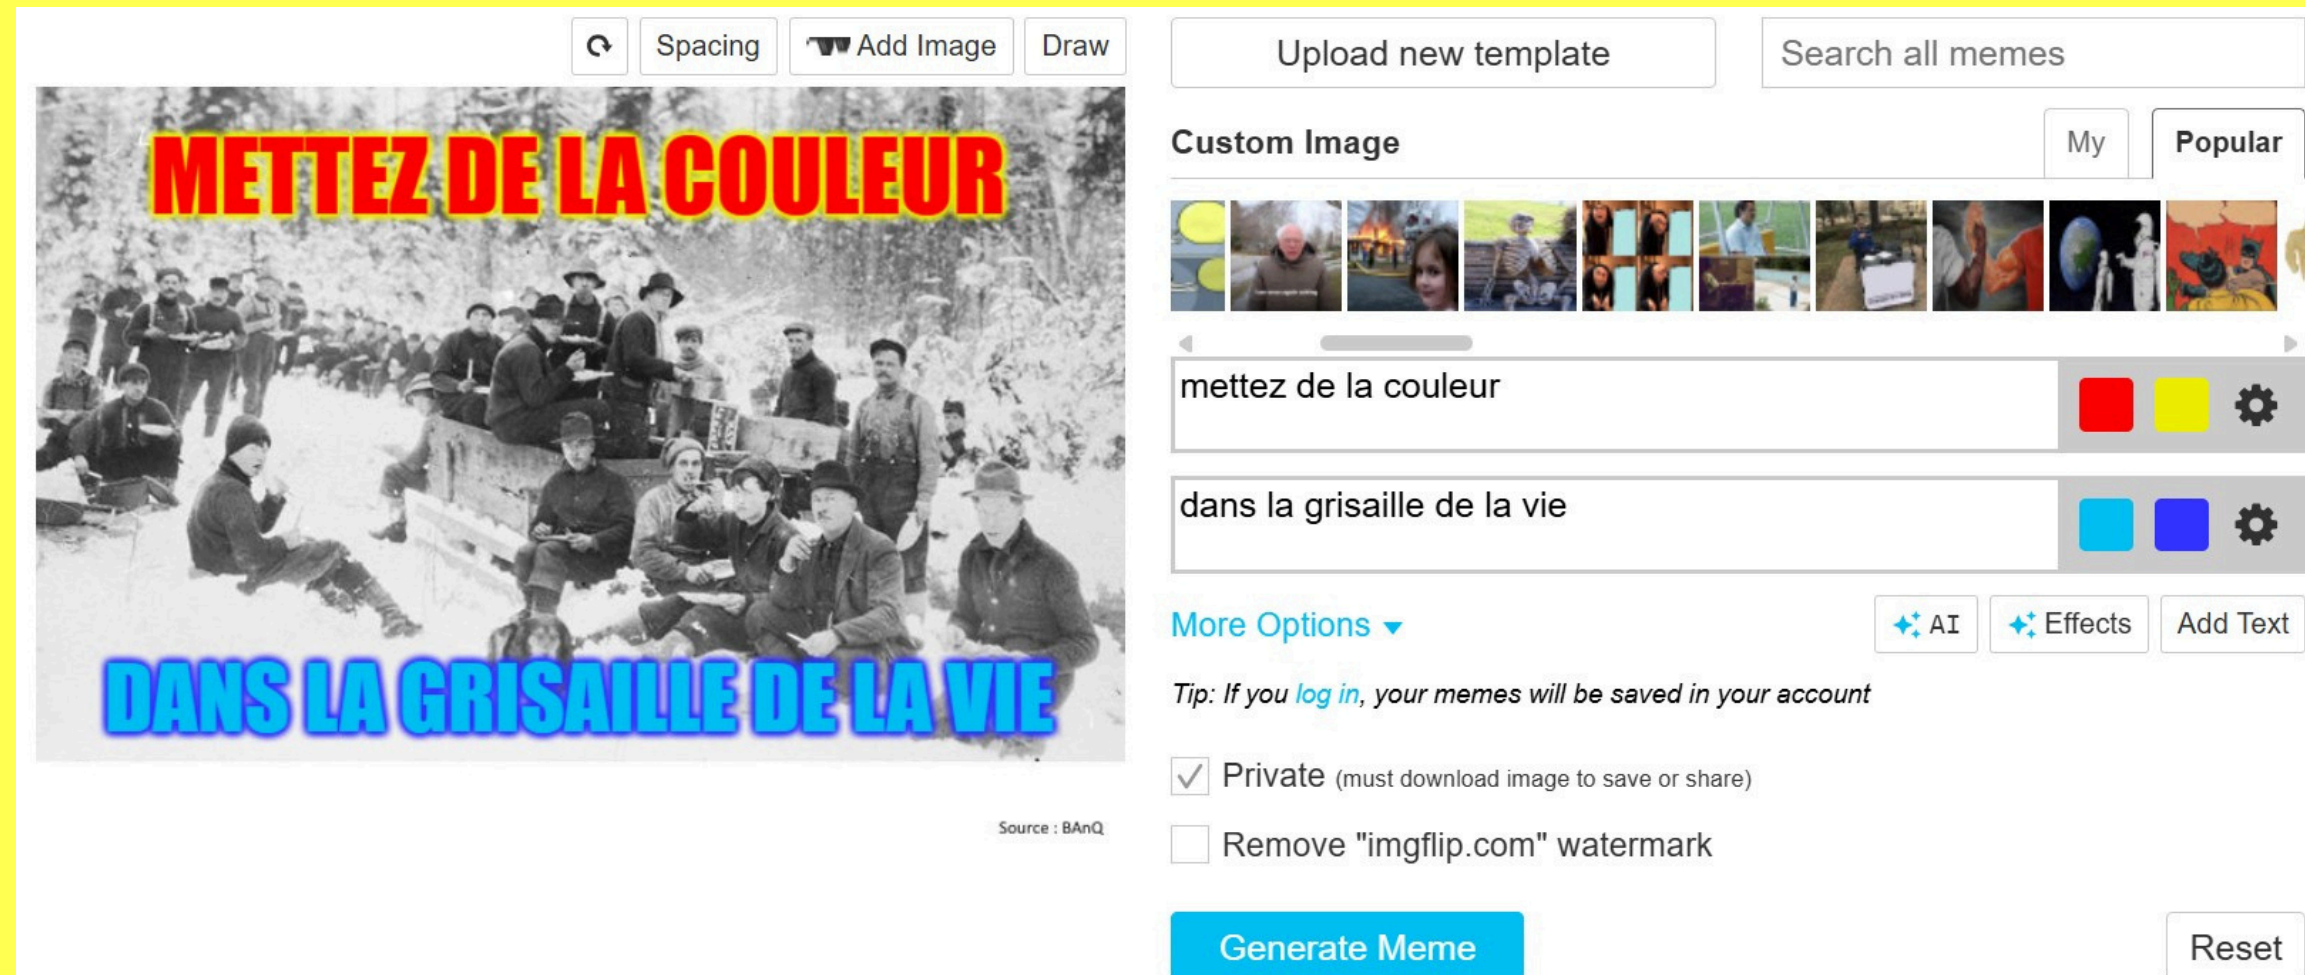 Spacing
Add Image
Draw
Upload new template
Search all memes
METTEZ DE LA COULEUR
DANS LA GRISAILLE DE LA VIE
Source : BAnQ
Custom Image
My
Popular
mettez de la couleur
dans la grisaille de la vie
More Options
AI
Effects
Add Text
Tip: If you log in, your memes will be saved in your account
Private (must download image to save or share)
Remove "imgflip.com" watermark
Generate Meme
Reset